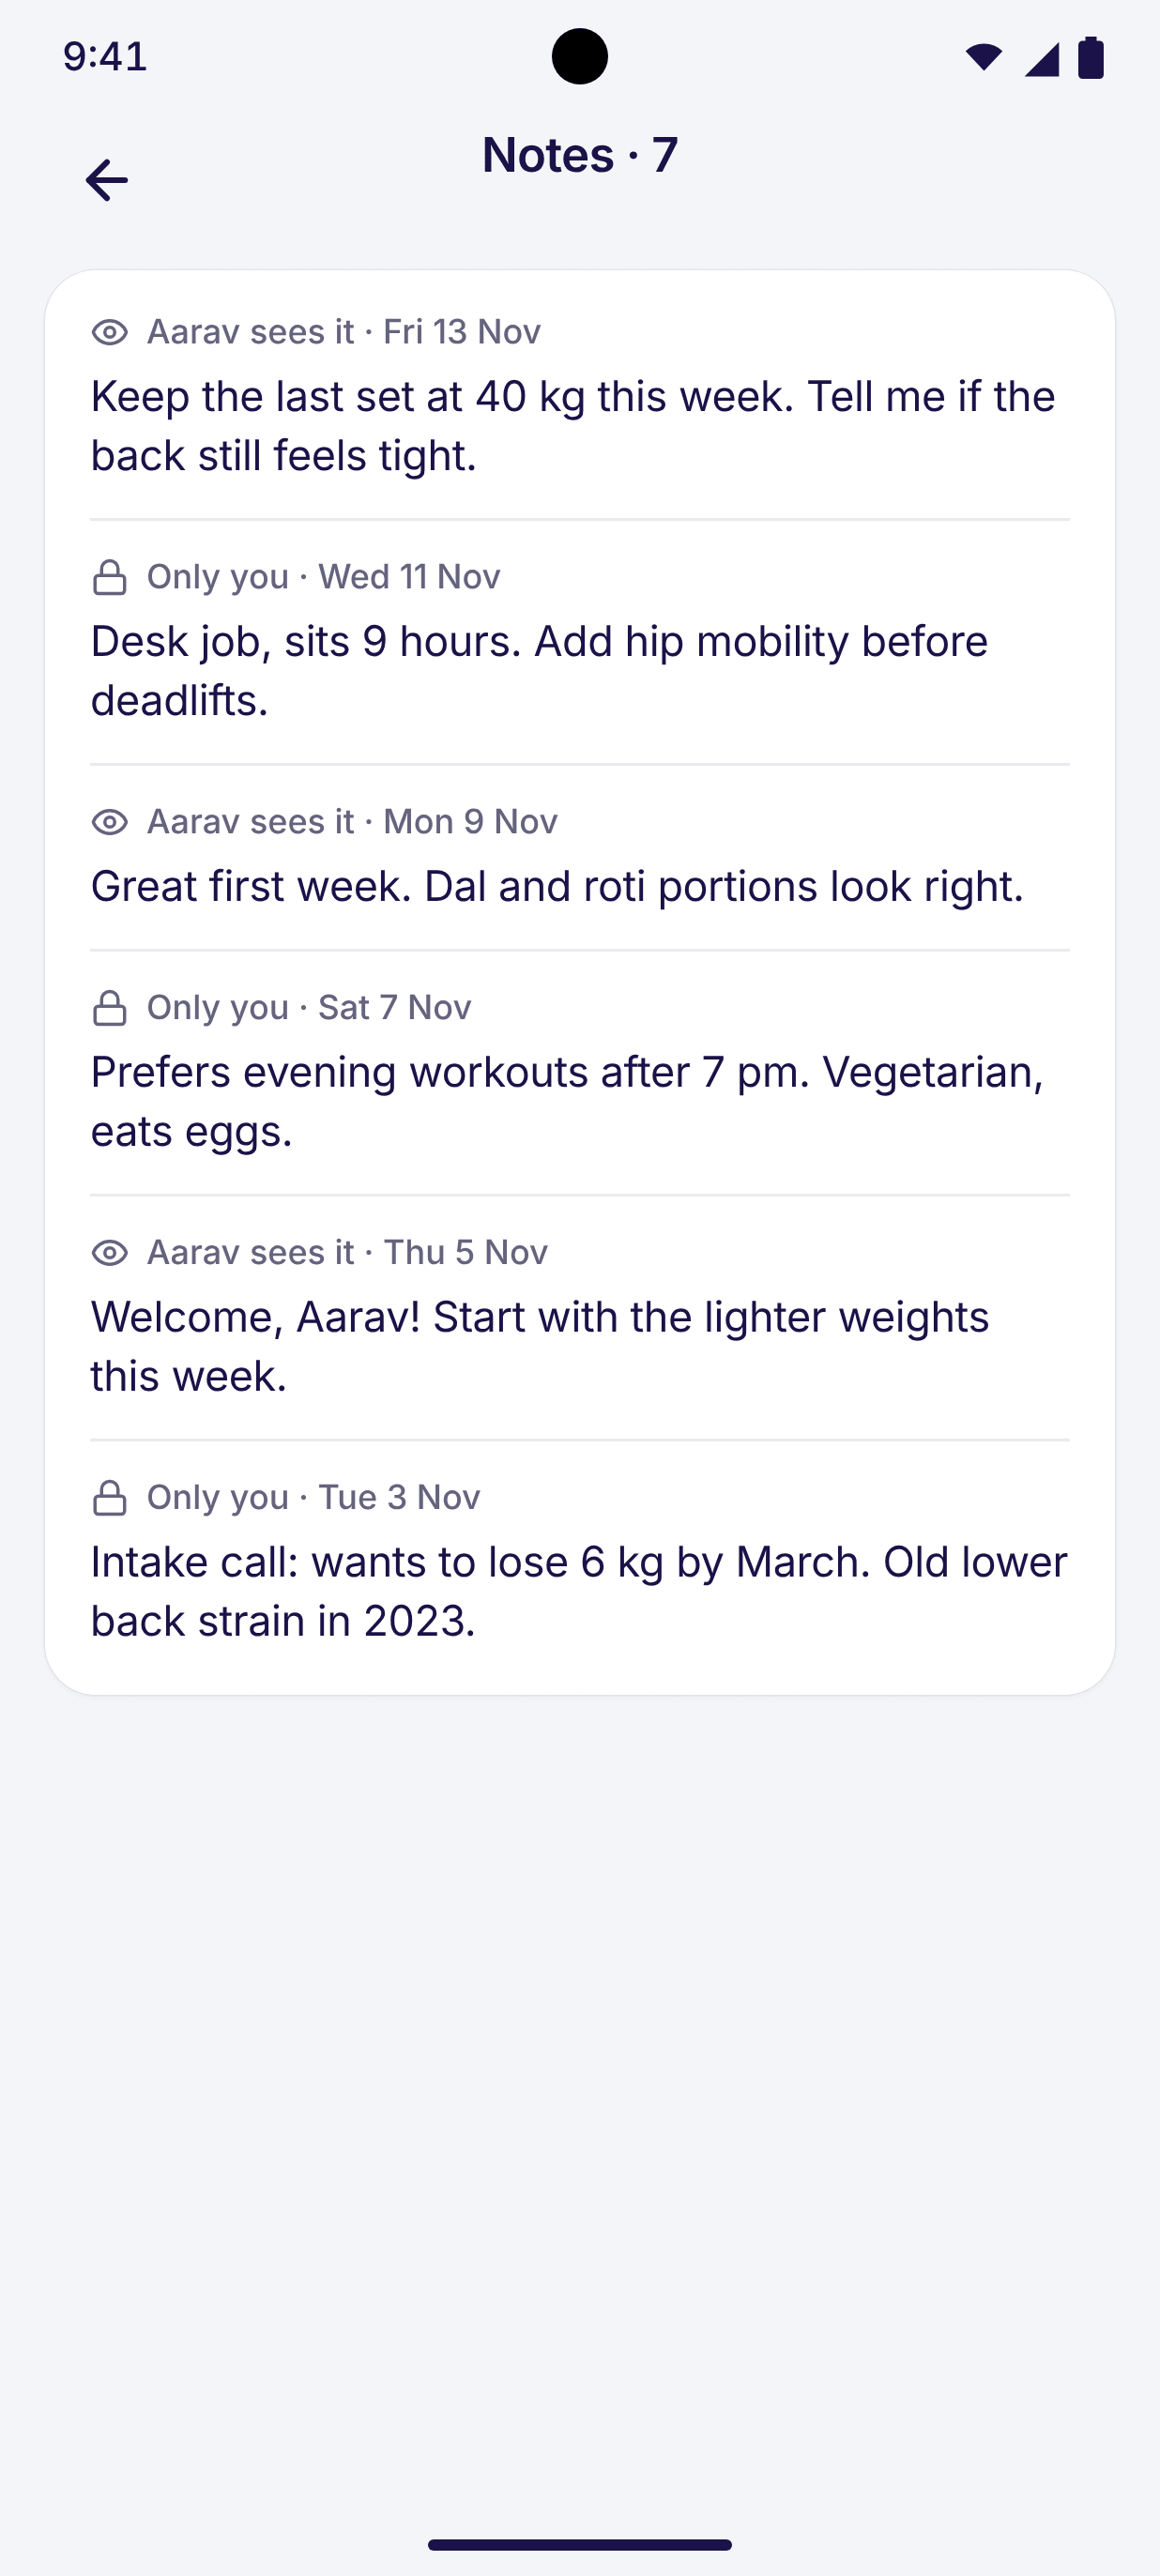 9:41
Notes · 7
Aarav sees it · Fri 13 Nov
Keep the last set at 40 kg this week. Tell me if the
back still feels tight.
Only you · Wed 11 Nov
Desk job, sits 9 hours. Add hip mobility before
deadlifts.
Aarav sees it · Mon 9 Nov
Great first week. Dal and roti portions look right.
Only you · Sat 7 Nov
Prefers evening workouts after 7 pm. Vegetarian,
eats eggs.
Aarav sees it · Thu 5 Nov
Welcome, Aarav! Start with the lighter weights
this week.
Only you · Tue 3 Nov
Intake call: wants to lose 6 kg by March. Old lower
back strain in 2023.